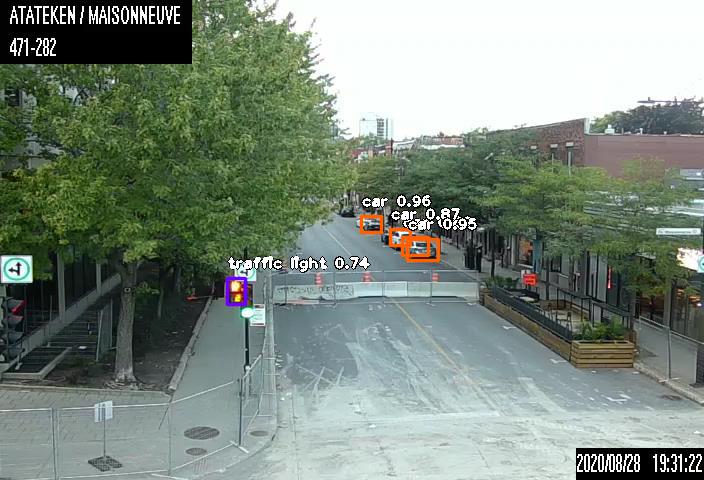 ATATEKEN / MAISONNEUVE
471-282
car 0.96
car 0.87
car 0.95
traffic light 0.74
2020/08/28 19:31:22